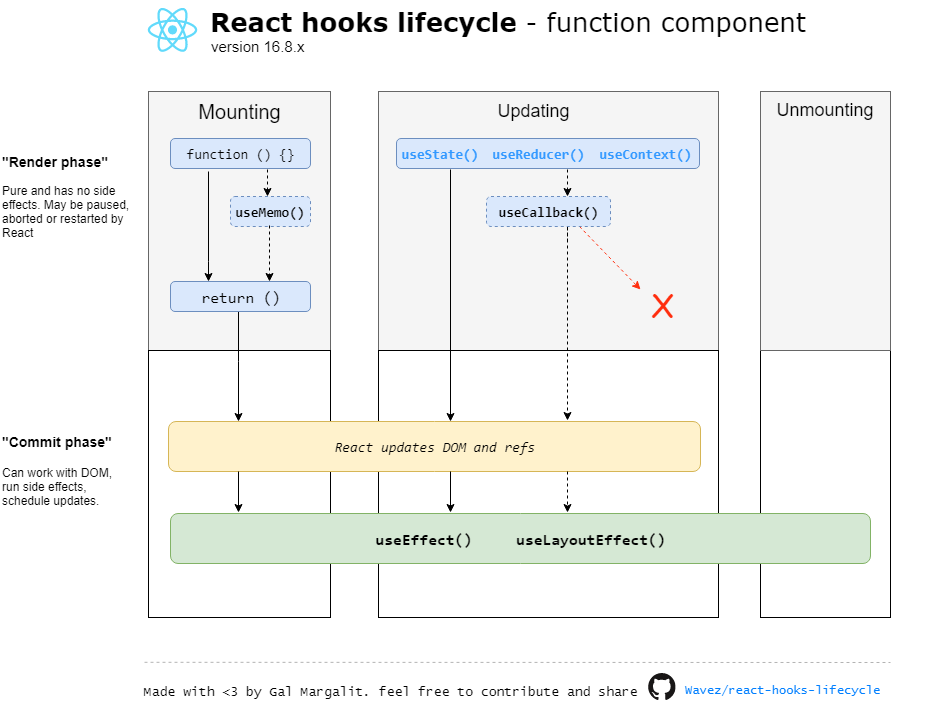 React hooks lifecycle - function component
version 16.8.x
Mounting
Updating
Unmounting
"Render phase"
Pure and has no side
effects. May be paused,
aborted or restarted by
React
function () {}
useMemo()
return ()
useState() useReducer() useContext()
useCallback()
X
"Commit phase"
Can work with DOM,
run side effects,
schedule updates.
React updates DOM and refs
useEffect() useLayoutEffect()
Made with <3 by Gal Margalit. feel free to contribute and share
Wavez/react-hooks-lifecycle